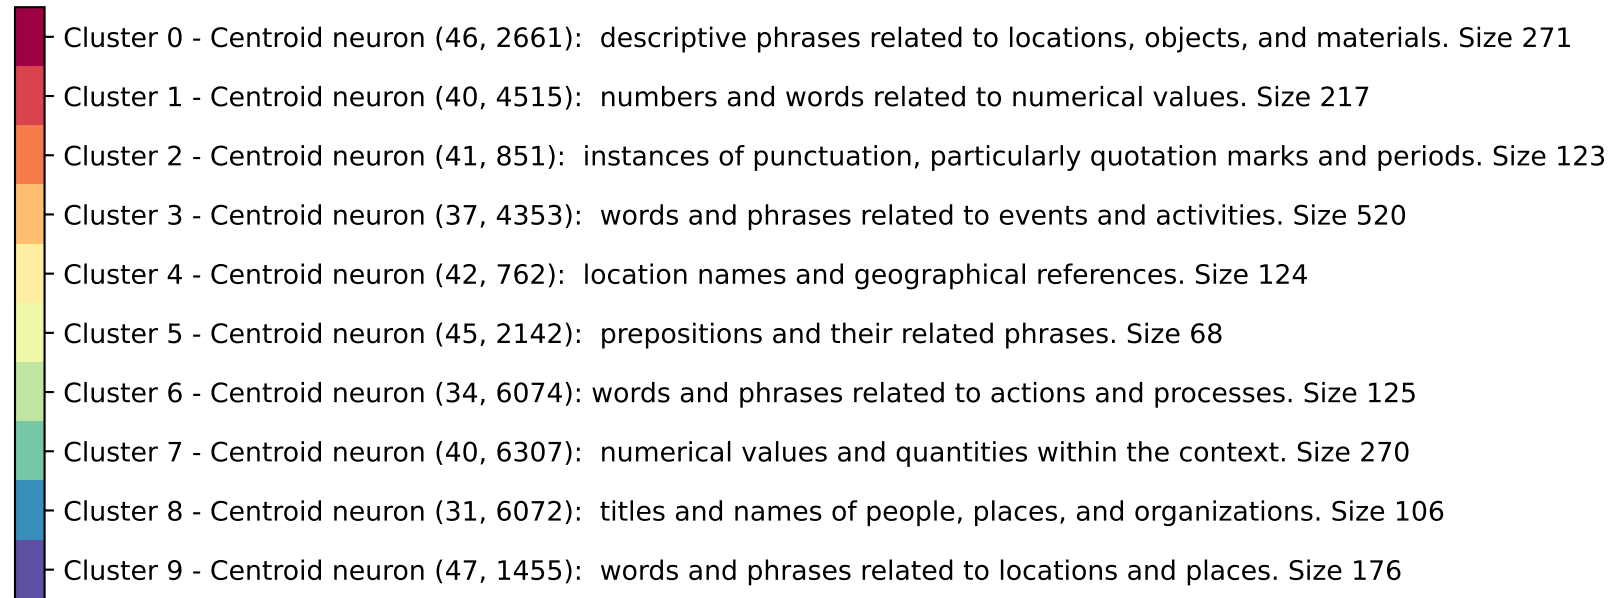 Cluster 0 - Centroid neuron (46, 2661):  descriptive phrases related to locations, objects, and materials. Size 271
Cluster 1 - Centroid neuron (40, 4515):  numbers and words related to numerical values. Size 217
Cluster 2 - Centroid neuron (41, 851):  instances of punctuation, particularly quotation marks and periods. Size 123
Cluster 3 - Centroid neuron (37, 4353):  words and phrases related to events and activities. Size 520
Cluster 4 - Centroid neuron (42, 762):  location names and geographical references. Size 124
Cluster 5 - Centroid neuron (45, 2142):  prepositions and their related phrases. Size 68
Cluster 6 - Centroid neuron (34, 6074): words and phrases related to actions and processes. Size 125
Cluster 7 - Centroid neuron (40, 6307):  numerical values and quantities within the context. Size 270
Cluster 8 - Centroid neuron (31, 6072):  titles and names of people, places, and organizations. Size 106
Cluster 9 - Centroid neuron (47, 1455):  words and phrases related to locations and places. Size 176